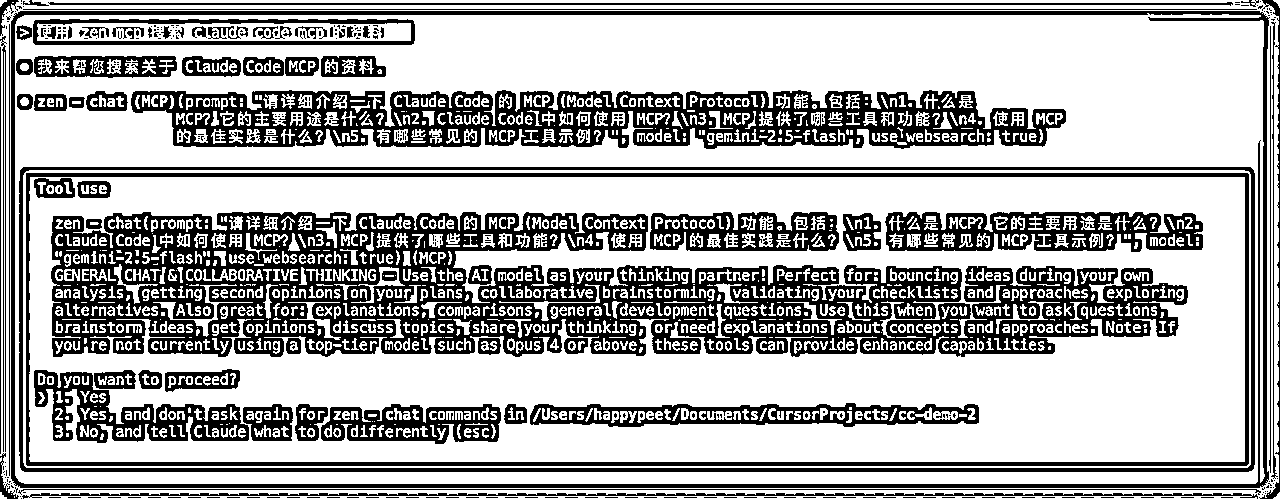 > 使用 zen mcp 搜索 claude code mcp 的资料
我来帮您搜索关于 Claude Code MCP 的资料。
zen - chat (MCP)(prompt: "请详细介绍一下 Claude Code 的 MCP (Model Context Protocol) 功能，包括：\n1. 什么是
MCP？它的主要用途是什么？\n2. Claude Code 中如何使用 MCP？\n3. MCP 提供了哪些工具和功能？\n4. 使用 MCP
的最佳实践是什么？\n5. 有哪些常见的 MCP 工具示例？", model: "gemini-2.5-flash", use_websearch: true)
Tool use
zen - chat(prompt: "请详细介绍一下 Claude Code 的 MCP (Model Context Protocol) 功能，包括：\n1. 什么是 MCP？它的主要用途是什么？\n2.
Claude Code 中如何使用 MCP？\n3. MCP 提供了哪些工具和功能？\n4. 使用 MCP 的最佳实践是什么？\n5. 有哪些常见的 MCP 工具示例？", model:
"gemini-2.5-flash", use_websearch: true) (MCP)
GENERAL CHAT & COLLABORATIVE THINKING - Use the AI model as your thinking partner! Perfect for: bouncing ideas during your own
analysis, getting second opinions on your plans, collaborative brainstorming, validating your checklists and approaches, exploring
alternatives. Also great for: explanations, comparisons, general development questions. Use this when you want to ask questions,
brainstorm ideas, get opinions, discuss topics, share your thinking, or need explanations about concepts and approaches. Note: If
you're not currently using a top-tier model such as Opus 4 or above, these tools can provide enhanced capabilities.
Do you want to proceed?
❯ 1. Yes
2. Yes, and don't ask again for zen - chat commands in /Users/happypeet/Documents/CursorProjects/cc-demo-2
3. No, and tell Claude what to do differently (esc)